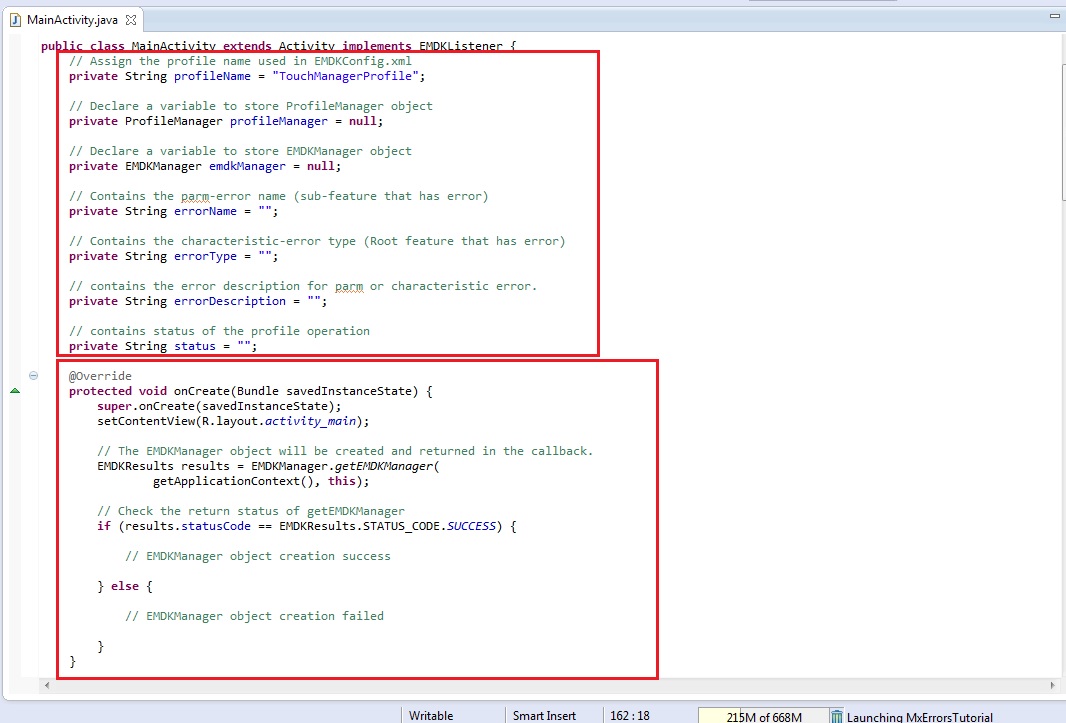 MainActivity.java
public class MainActivity extends Activity implements EMDKListener {
// Assign the profile name used in EMDKConfig.xml
private String profileName = "TouchManagerProfile";
// Declare a variable to store ProfileManager object
private ProfileManager profileManager = null;
// Declare a variable to store EMDKManager object
private EMDKManager emdkManager = null;
// Contains the parm-error name (sub-feature that has error)
private String errorName = "";
// Contains the characteristic-error type (Root feature that has error)
private String errorType = "";
// contains the error description for parm or characteristic error.
private String errorDescription = "";
// contains status of the profile operation
private String status = "";
@Override
protected void onCreate(Bundle savedInstanceState) {
super.onCreate(savedInstanceState);
setContentView(R.layout.activity_main);
// The EMDKManager object will be created and returned in the callback.
EMDKResults results = EMDKManager.getEMDKManager(
getApplicationContext(), this);
// Check the return status of getEMDKManager
if (results.statusCode == EMDKResults.STATUS_CODE.SUCCESS) {
// EMDKManager object creation success
} else {
// EMDKManager object creation failed
}
}
Writable
Smart Insert
162 : 18
215M of 668M
Launching MxErrorsTutorial